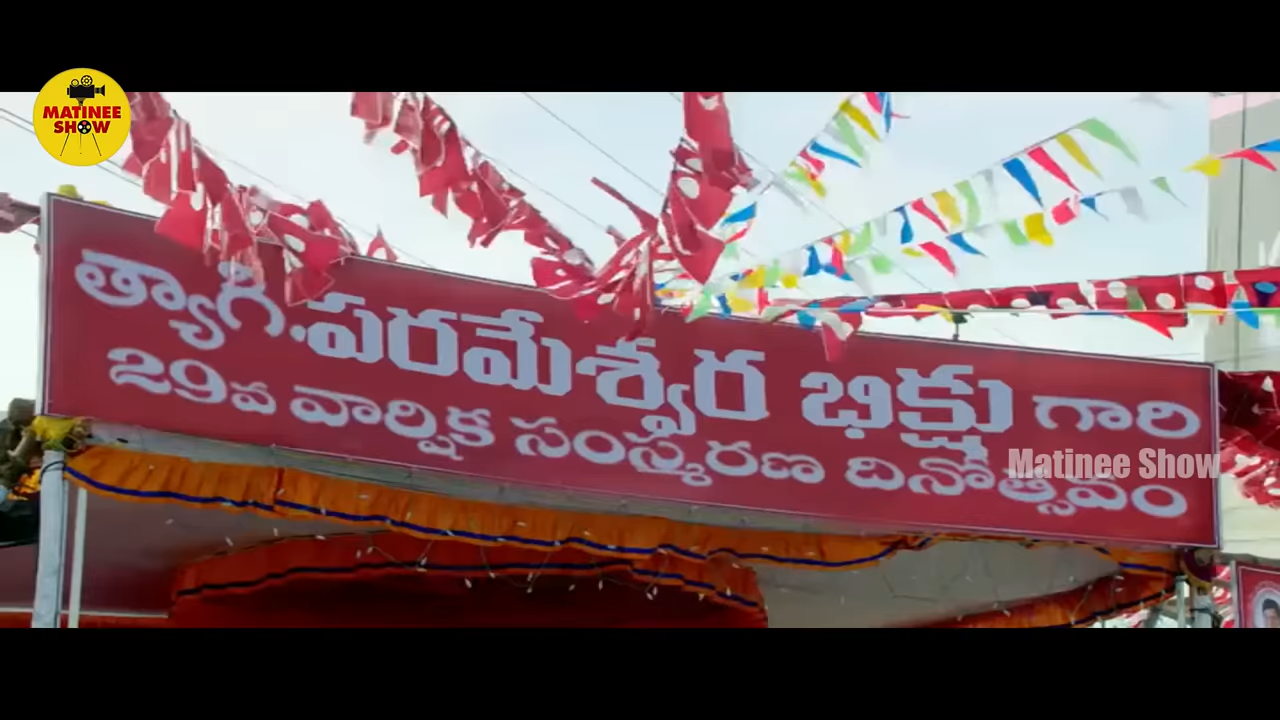 MATINEE
SHOW
త్యాగి.పరమేశ్వర భిక్షు గారి
29వ వార్షిక సంస్మరణ దినోత్సవం
Matinee Show